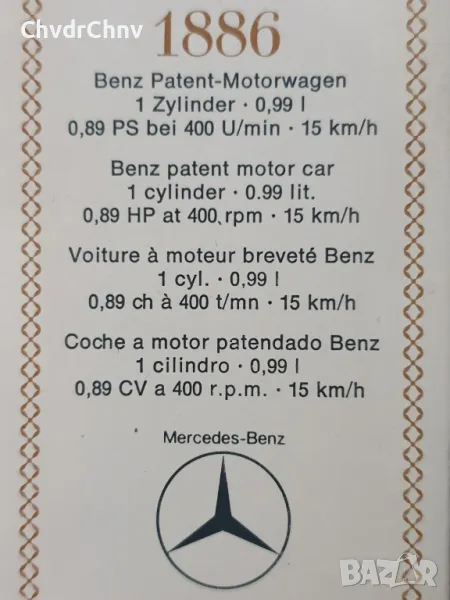 ChvdrChnv
1886
Benz Patent-Motorwagen
1 Zylinder · 0,99 l
0,89 PS bei 400 U/min · 15 km/h
Benz patent motor car
1 cylinder · 0.99 lit.
0,89 HP at 400 rpm · 15 km/h
Voiture à moteur breveté Benz
1 cyl. · 0,99 l
0,89 ch à 400 t/mn · 15 km/h
Coche a motor patendado Benz
1 cilindro · 0,99 l
0,89 CV a 400 r.p.m. · 15 km/h
Mercedes-Benz
BAZAR